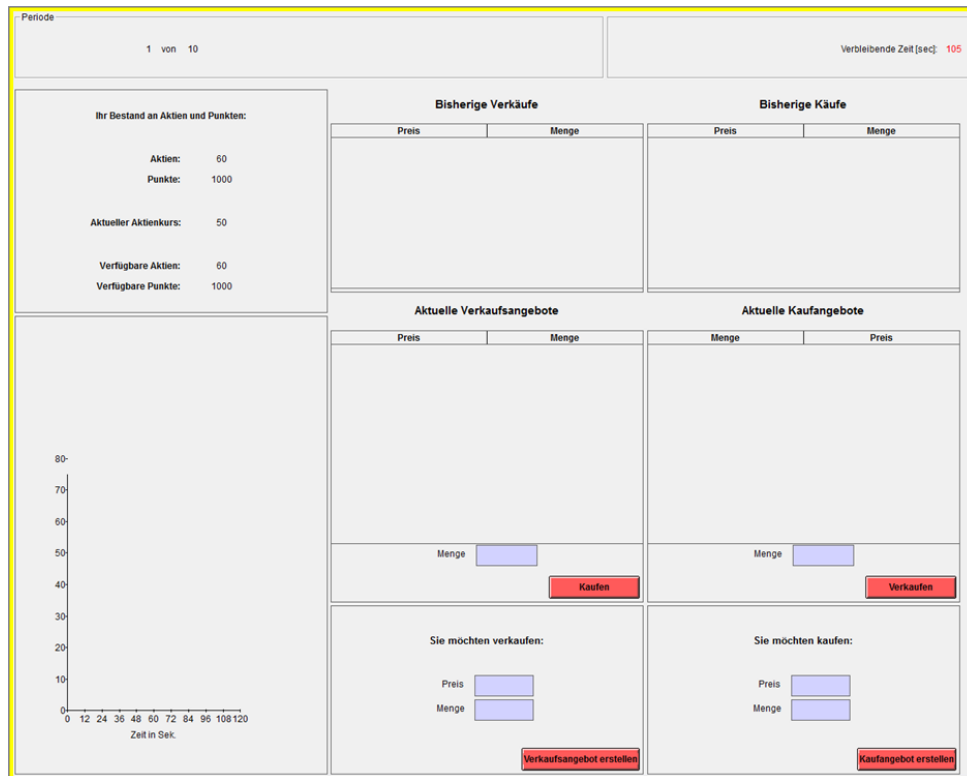 Periode
1 von 10
Verbleibende Zeit [sec]: 105
Ihr Bestand an Aktien und Punkten:
Aktien: 60
Punkte: 1000
Aktueller Aktienkurs: 50
Verfügbare Aktien: 60
Verfügbare Punkte: 1000
Bisherige Verkäufe
Preis Menge
Bisherige Käufe
Preis Menge
Aktuelle Verkaufsangebote
Preis Menge
Menge
Kaufen
Aktuelle Kaufangebote
Menge Preis
Menge
Verkaufen
80
70
60
50
40
30
20
10
0
0 12 24 36 48 60 72 84 96 108 120
Zeit in Sek.
Sie möchten verkaufen:
Preis
Menge
Verkaufsangebot erstellen
Sie möchten kaufen:
Preis
Menge
Kaufangebot erstellen